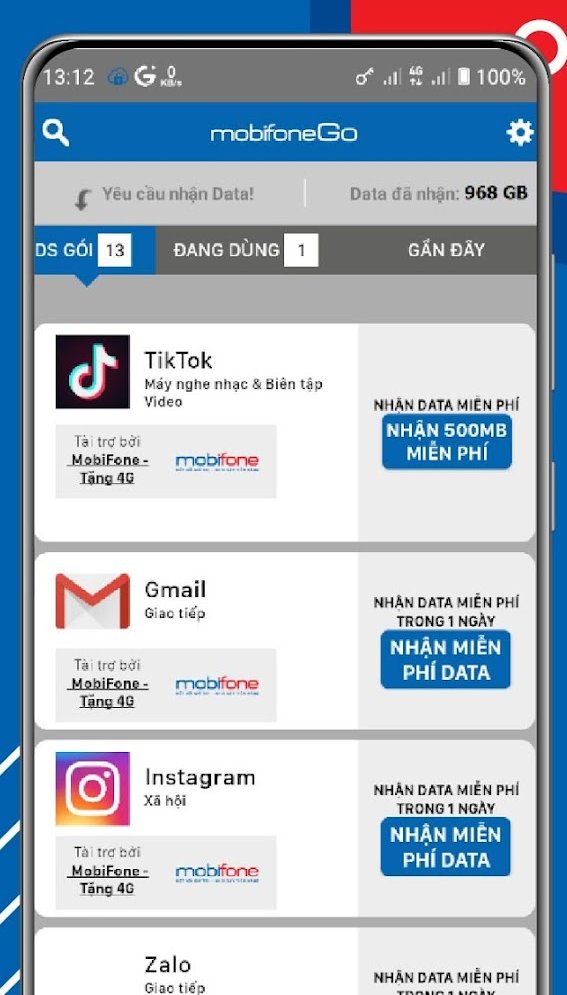 13:12
G
0
KB/s
4G
100%
mobifoneGo
Yêu cầu nhận Data!
Data đã nhận: 968 GB
DS GÓI 13
ĐANG DÙNG 1
GẦN ĐÂY
TikTok
Máy nghe nhạc & Biên tập
Video
Tài trợ bởi
MobiFone -
Tặng 4G
mobifone
NHẬN DATA MIỄN PHÍ
NHẬN 500MB
MIỄN PHÍ
Gmail
Giao tiếp
Tài trợ bởi
MobiFone -
Tặng 4G
mobifone
NHẬN DATA MIỄN PHÍ
TRONG 1 NGÀY
NHẬN MIỄN
PHÍ DATA
Instagram
Xã hội
Tài trợ bởi
MobiFone -
Tặng 4G
mobifone
NHẬN DATA MIỄN PHÍ
TRONG 1 NGÀY
NHẬN MIỄN
PHÍ DATA
Zalo
Giao tiếp
NHẬN DATA MIỄN PHÍ
TRONG 1 NGÀY